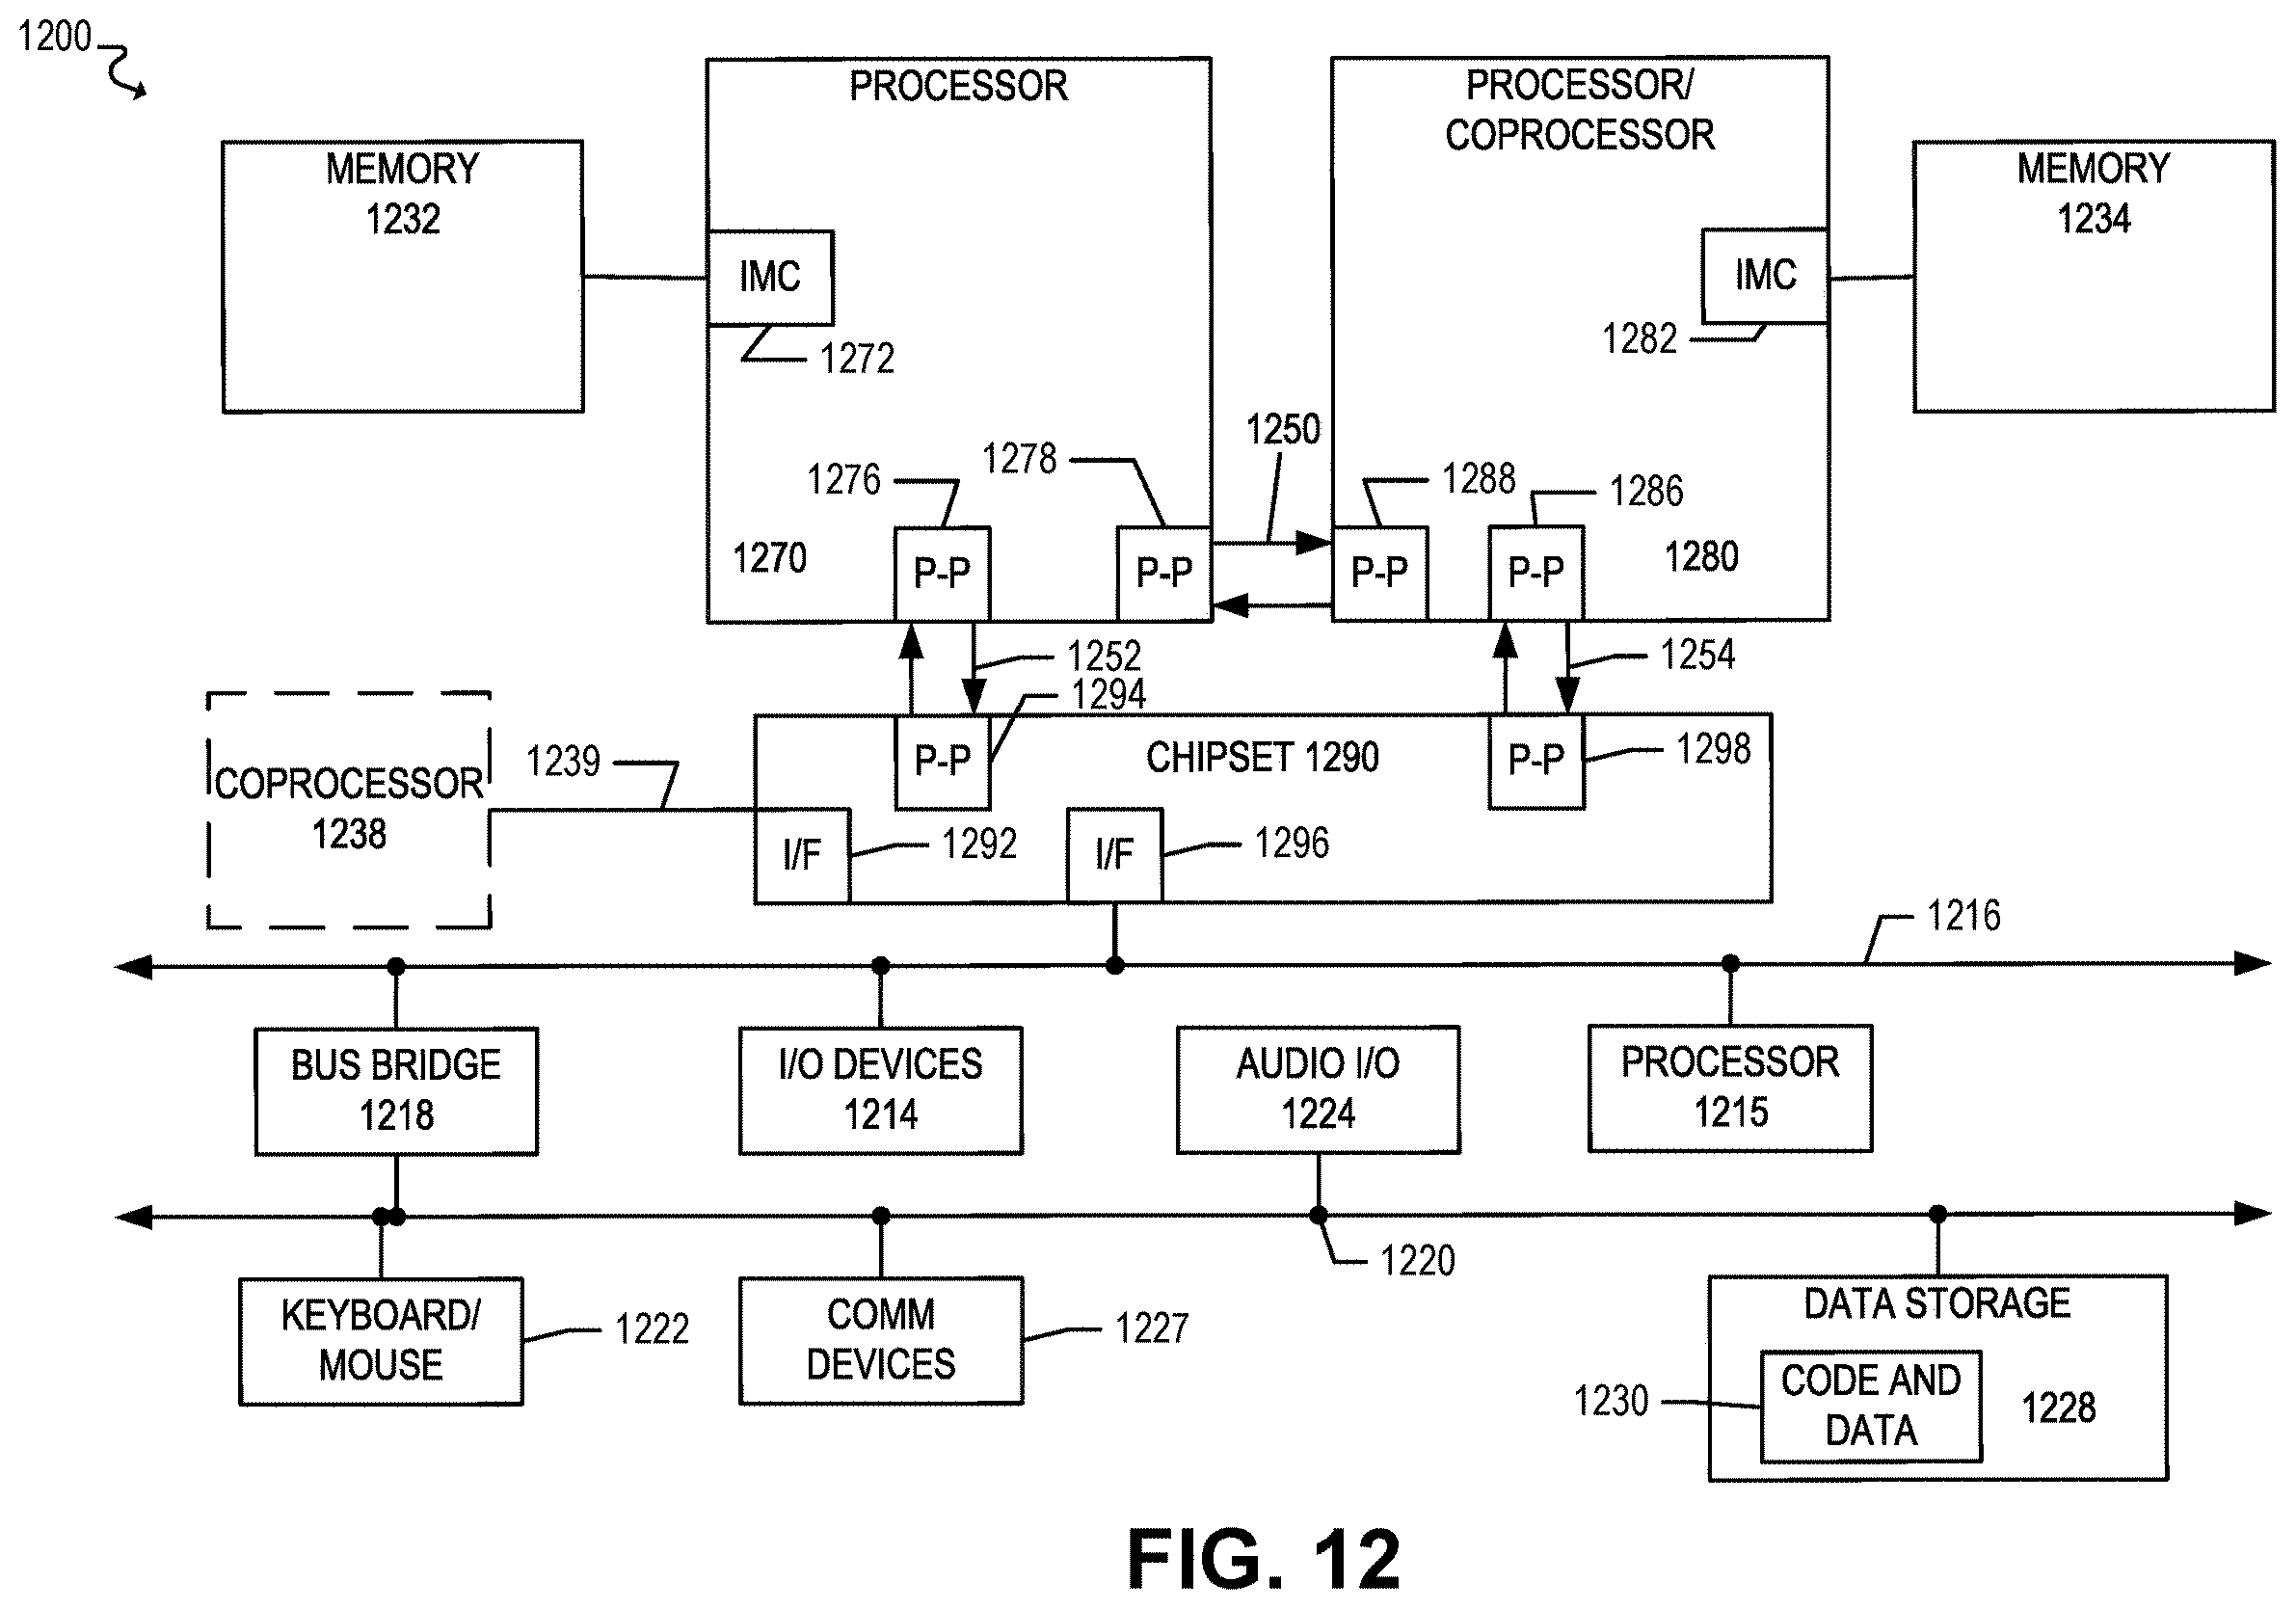 1200
PROCESSOR
PROCESSOR/
COPROCESSOR
MEMORY
1232
MEMORY
1234
IMC
1272
IMC
1282
1250
1276
1278
1288
1286
1270
P-P
P-P
P-P
P-P
1280
1252
1254
1294
COPROCESSOR
1238
1239
P-P
CHIPSET 1290
P-P
1298
I/F
1292
I/F
1296
1216
BUS BRIDGE
1218
I/O DEVICES
1214
AUDIO I/O
1224
PROCESSOR
1215
1220
KEYBOARD/
MOUSE
1222
COMM
DEVICES
1227
DATA STORAGE
1230
CODE AND
DATA
1228
FIG. 12